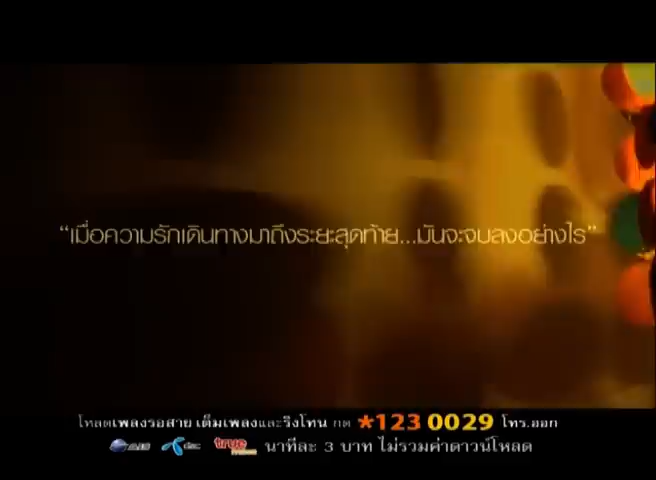 “เมื่อความรักเดินทางมาถึงระยะสุดท้าย...มันจะจบลงอย่างไร”
โหลดเพลงรอสาย เต็มเพลงและริงโทน กด *123 0029 โทร.ออก
AIS dtac true นาทีละ 3 บาท ไม่รวมค่าดาวน์โหลด